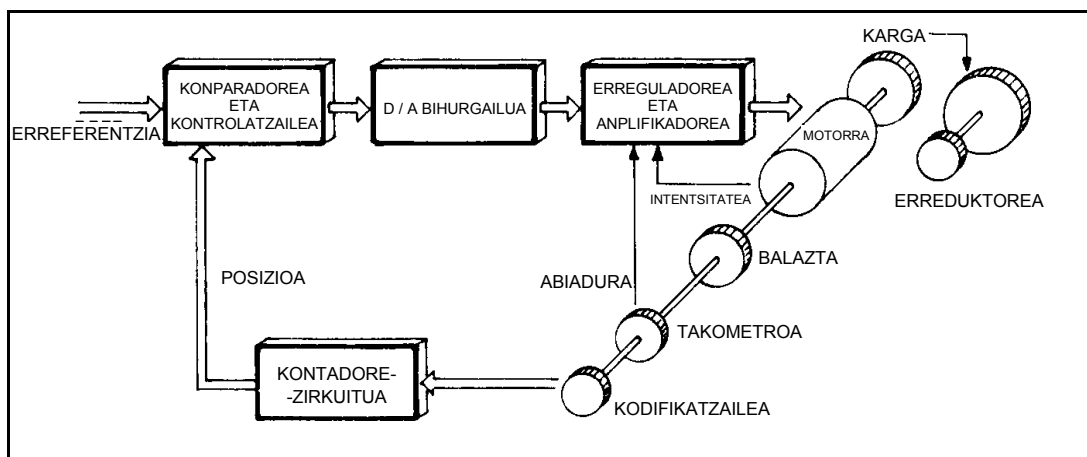 KARGA
KONPARADOREA
ETA
KONTROLATZAILEA
D / A BIHURGAILUA
ERREGULADOREA
ETA
ANPLIFIKADOREA
ERREFERENTZIA
MOTORRA
INTENTSITATEA
ERREDUKTOREA
POSIZIOA
ABIADURA
BALAZTA
TAKOMETROA
KONTADORE-
-ZIRKUITUA
KODIFIKATZAILEA